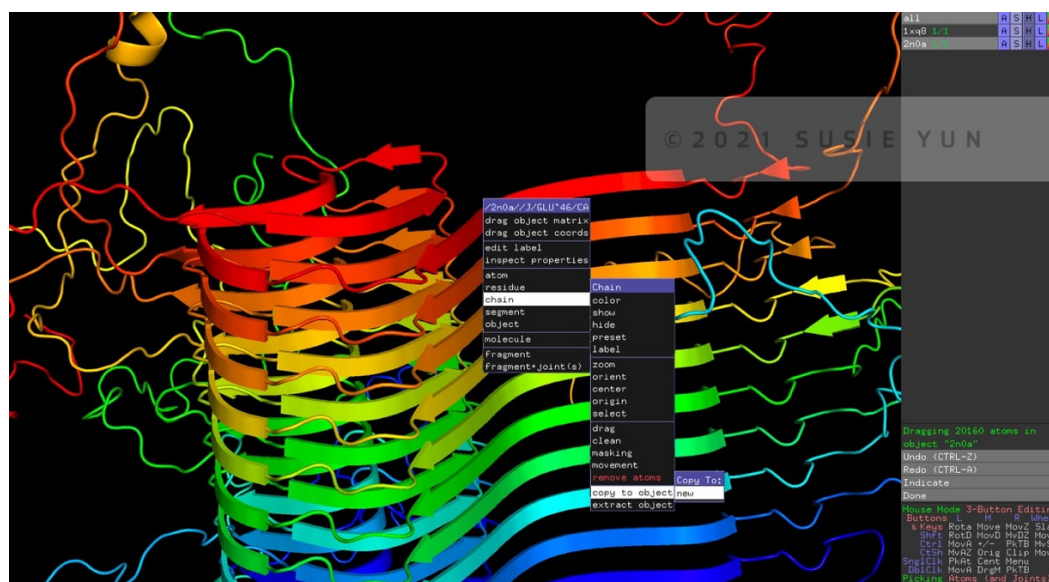 all A S H L
1xq8 1/1 A S H L
2n0a 1/1 A S H L
© 2021 SUSIE YUN
/2n0a//J/GLU`46/CA
drag object matrix
drag object coords
edit label
inspect properties
atom
residue
chain
segment
object
molecule
fragment
fragment+joint(s)
Chain
color
show
hide
preset
label
zoom
orient
center
origin
select
drag
clean
masking
movement
remove atoms
copy to object
extract object
Copy To:
new
Dragging 20160 atoms in
object "2n0a"
Undo (CTRL-Z)
Redo (CTRL-A)
Indicate
Done
Mouse Mode 3-Button Editin
Buttons L M R Whe
& Keys Rota Move MovZ Sla
Shft RotD MovD MvDZ Mov
Ctrl MovA +/- PkTB MvS
CtSh MvAZ Orig Clip Mov
SnglClk PkAt Cent Menu
DblClk MovA DrgM PkTB
Picking Atoms (and Joints